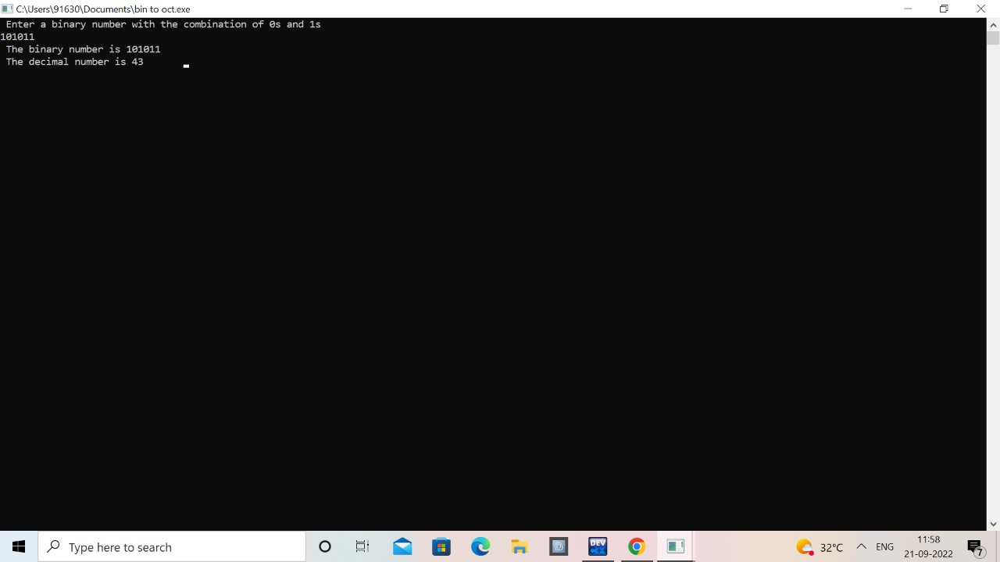 C:\Users\91630\Documents\bin to oct.exe
Enter a binary number with the combination of 0s and 1s
101011
The binary number is 101011
The decimal number is 43
Type here to search
DEV
32°C
ENG
11:58
21-09-2022
7